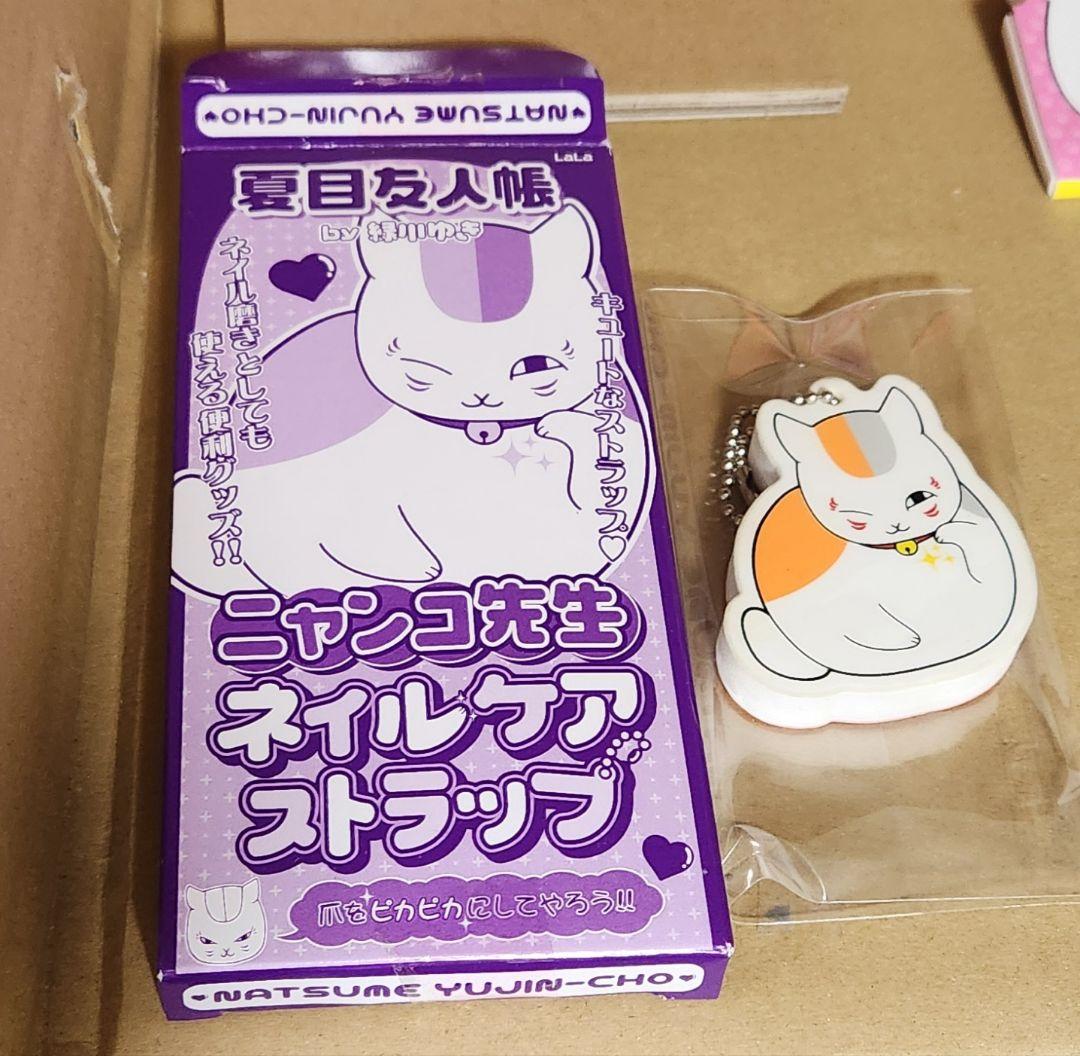 ♥NATSUME YUJIN-CHO♥
LaLa
夏目友人帳
by 緑川ゆき
キュートなストラップ♡
ネイル磨きとしても
使える便利グッズ!!
ニャンコ先生
ネイルケア
ストラップ
爪をピカピカにしてやろう!!
♥NATSUME YUJIN-CHO♥